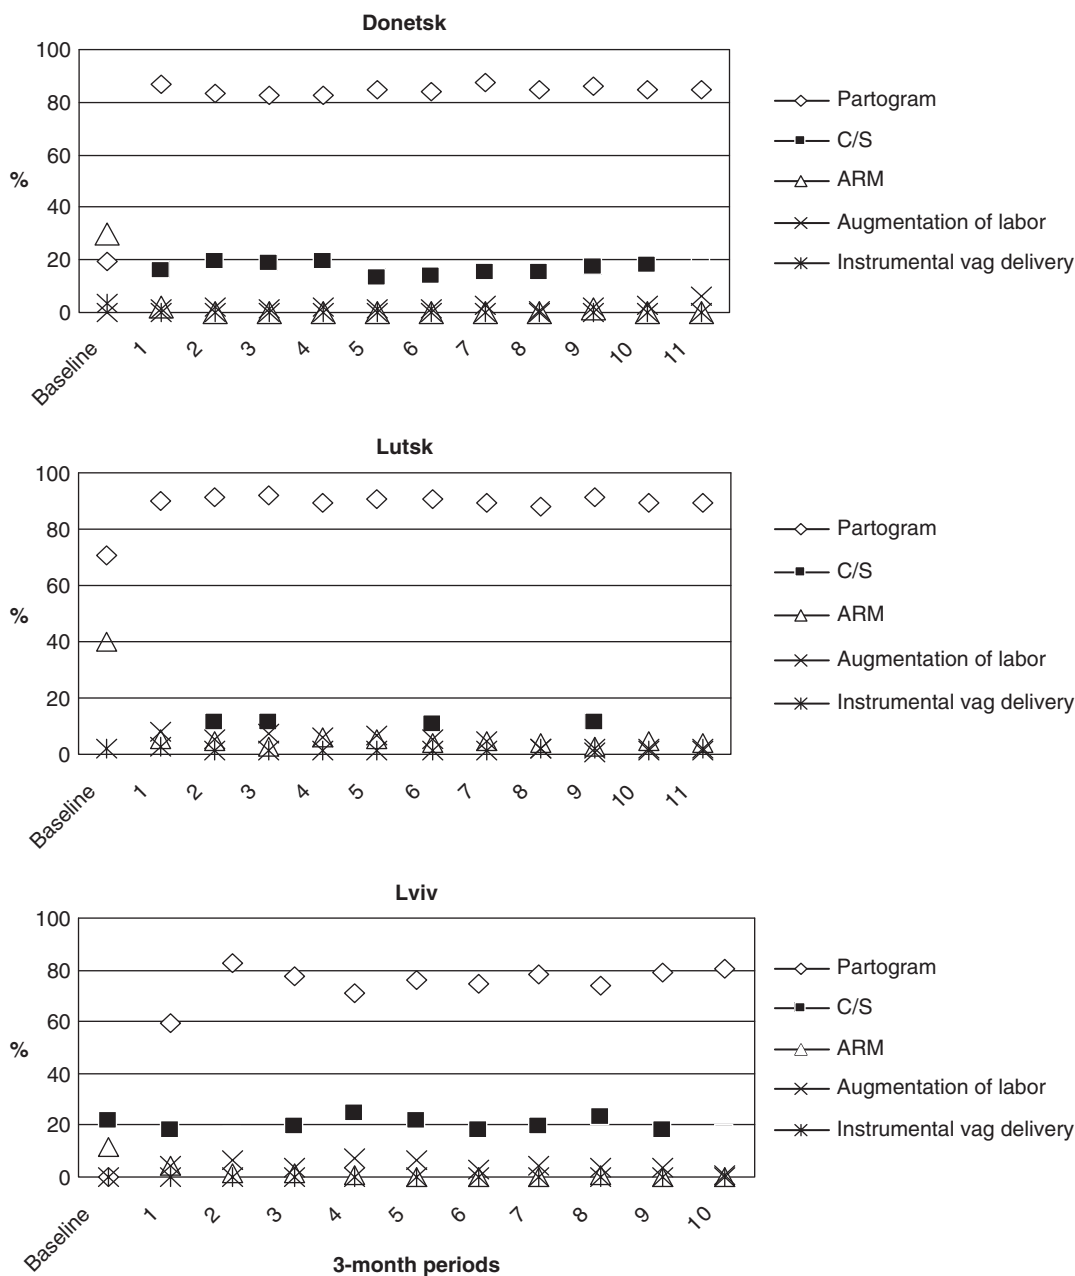 Donetsk
100
80
60
%
40
20
0
Baseline 1 2 3 4 5 6 7 8 9 10 11
Partogram
C/S
ARM
Augmentation of labor
Instrumental vag delivery
Lutsk
100
80
60
%
40
20
0
Baseline 1 2 3 4 5 6 7 8 9 10 11
Partogram
C/S
ARM
Augmentation of labor
Instrumental vag delivery
Lviv
100
80
60
%
40
20
0
Baseline 1 2 3 4 5 6 7 8 9 10
3-month periods
Partogram
C/S
ARM
Augmentation of labor
Instrumental vag delivery